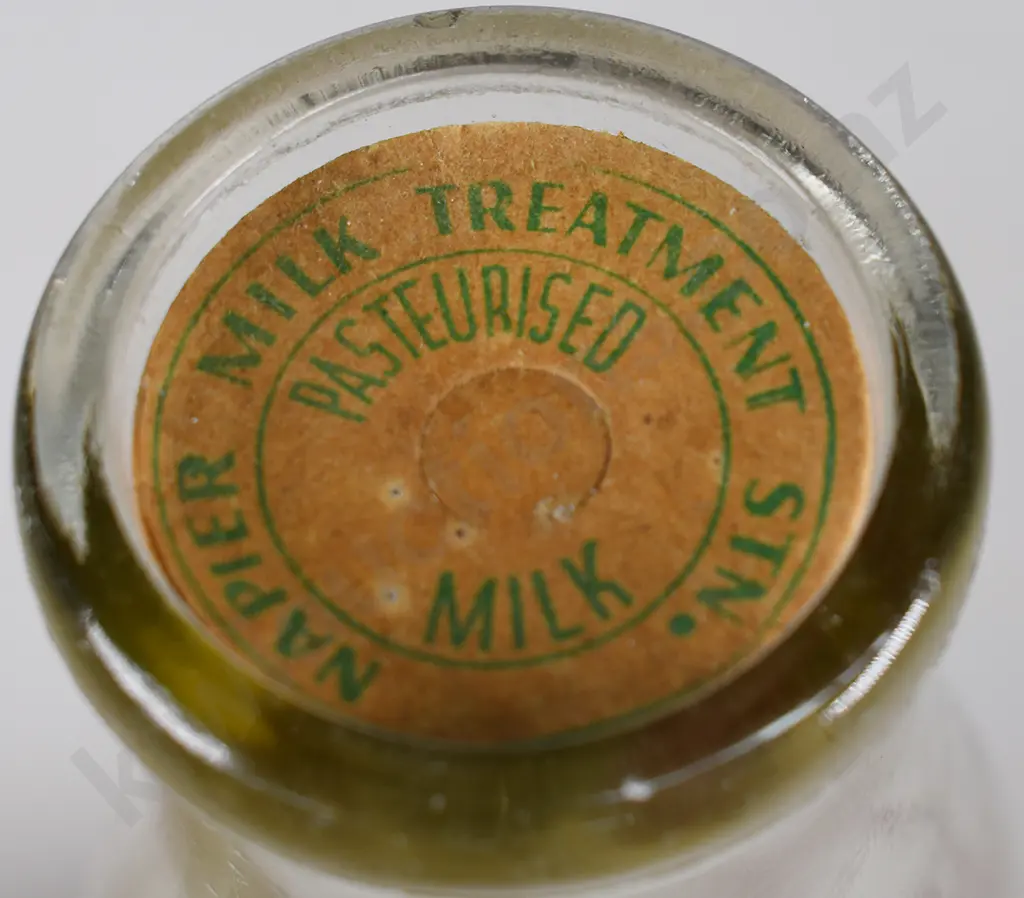 NAPIER MILK TREATMENT STN.
PASTEURISED
MILK